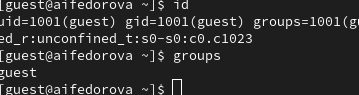 [guest@aifedorova ~]$ id
uid=1001(guest) gid=1001(guest) groups=1001(g
ed_r:unconfined_t:s0-s0:c0.c1023
[guest@aifedorova ~]$ groups
guest
[guest@aifedorova ~]$